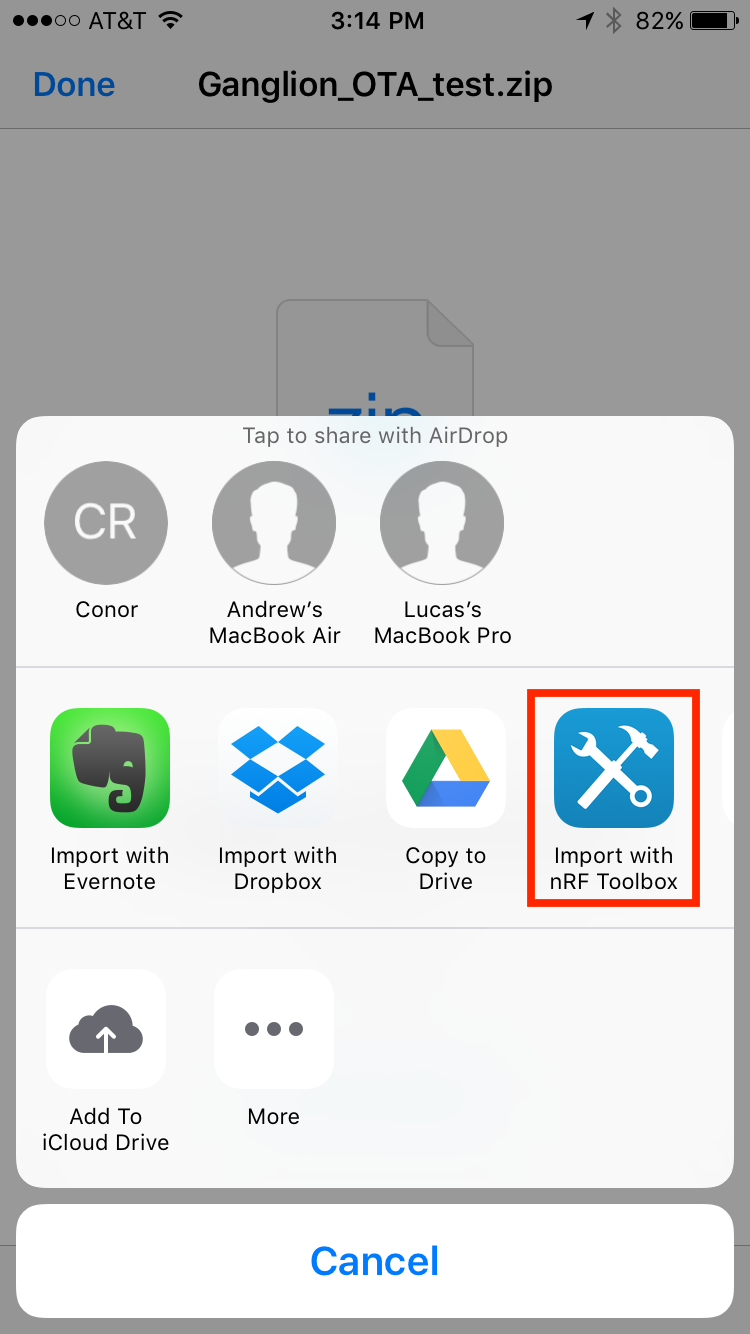 AT&T 3:14 PM 82%
Done Ganglion_OTA_test.zip
zip
Tap to share with AirDrop
CR
Conor Andrew’s Lucas’s
MacBook Air MacBook Pro
Import with Import with Copy to Import with
Evernote Dropbox Drive nRF Toolbox
Add To More
iCloud Drive
Cancel